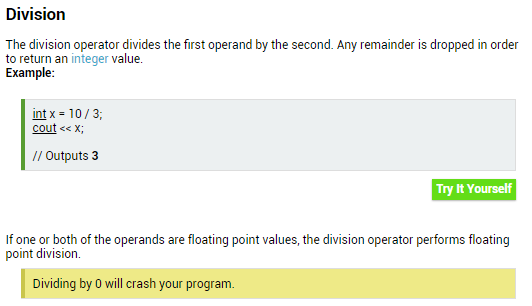 Division
The division operator divides the first operand by the second. Any remainder is dropped in order
to return an integer value.
Example:
int x = 10 / 3;
cout << x;
// Outputs 3
Try It Yourself
If one or both of the operands are floating point values, the division operator performs floating
point division.
Dividing by 0 will crash your program.